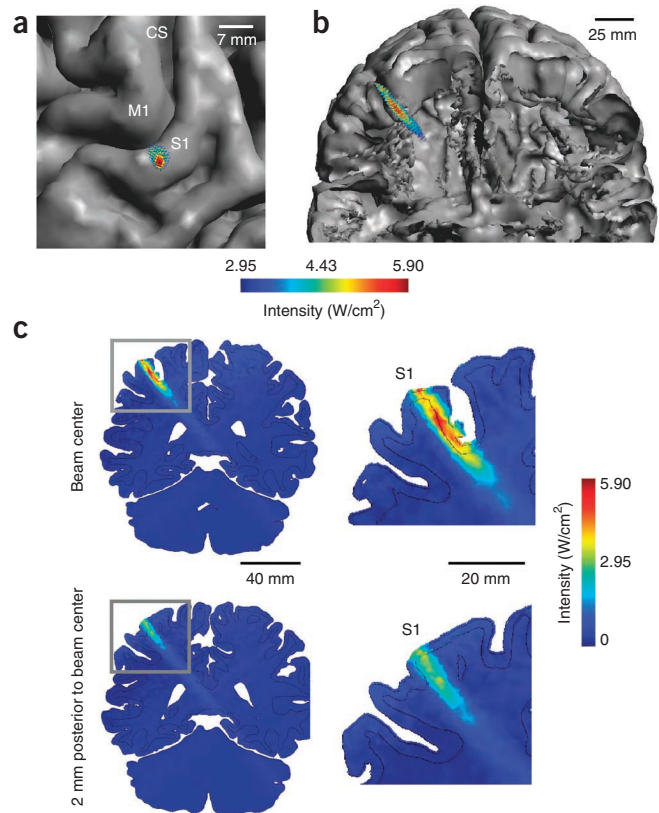 a
CS
7 mm
M1
S1
b
25 mm
2.95 4.43 5.90
Intensity (W/cm²)
c
Beam center
S1
40 mm
20 mm
5.90
2.95
0
Intensity (W/cm²)
2 mm posterior to beam center
S1